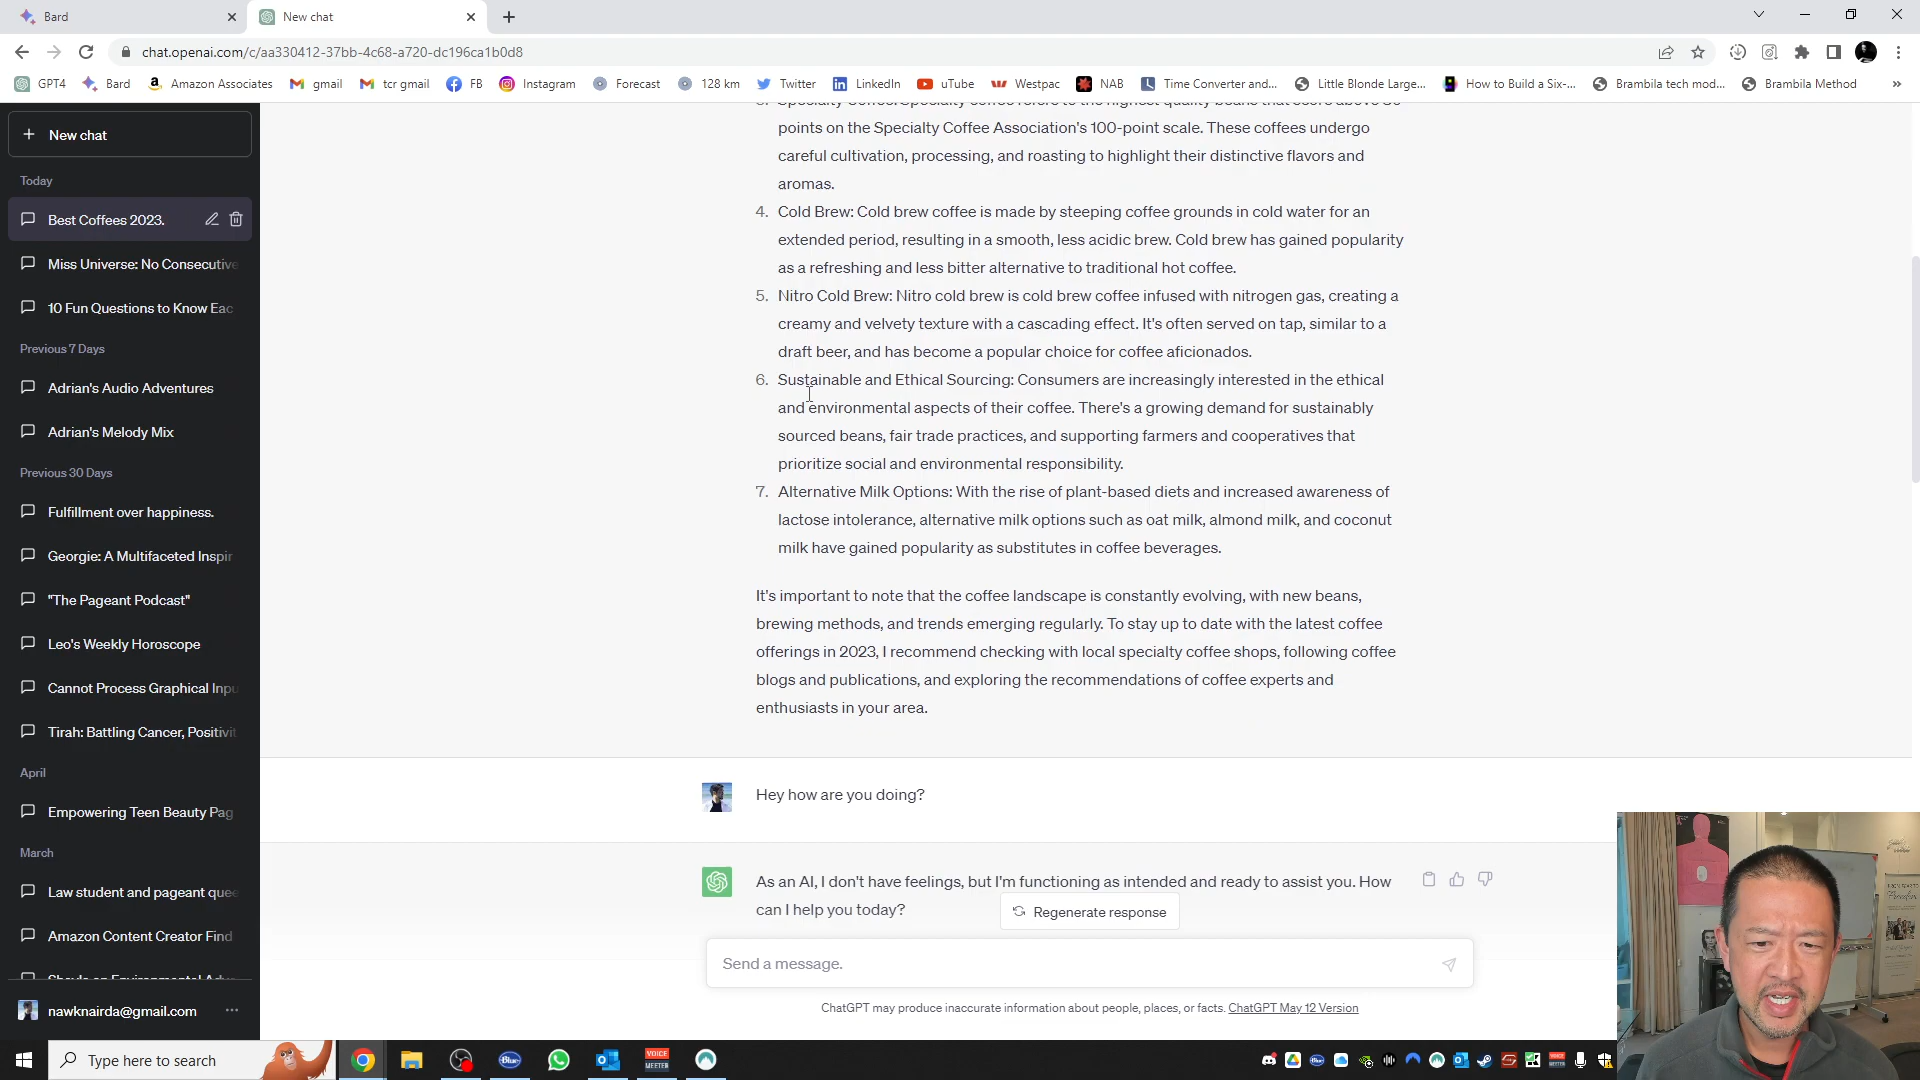 Bard
New chat
chat.openai.com/c/aa330412-37bb-4c68-a720-dc196ca1b0d8
GPT4 Bard Amazon Associates gmail tcr gmail FB Instagram Forecast 128 km Twitter LinkedIn uTube Westpac NAB Time Converter and... Little Blonde Large... How to Build a Six-... Brambila tech mod... Brambila Method »
New chat
Today
Best Coffees 2023.
Miss Universe: No Consecutive
10 Fun Questions to Know Eac
Previous 7 Days
Adrian's Audio Adventures
Adrian's Melody Mix
Previous 30 Days
Fulfillment over happiness.
Georgie: A Multifaceted Inspir
"The Pageant Podcast"
Leo's Weekly Horoscope
Cannot Process Graphical Inpu
Tirah: Battling Cancer, Positivit
April
Empowering Teen Beauty Pag
March
Law student and pageant quee
Amazon Content Creator Find
nawknairda@gmail.com
points on the Specialty Coffee Association's 100-point scale. These coffees undergo
careful cultivation, processing, and roasting to highlight their distinctive flavors and
aromas.
4. Cold Brew: Cold brew coffee is made by steeping coffee grounds in cold water for an
extended period, resulting in a smooth, less acidic brew. Cold brew has gained popularity
as a refreshing and less bitter alternative to traditional hot coffee.
5. Nitro Cold Brew: Nitro cold brew is cold brew coffee infused with nitrogen gas, creating a
creamy and velvety texture with a cascading effect. It's often served on tap, similar to a
draft beer, and has become a popular choice for coffee aficionados.
6. Sustainable and Ethical Sourcing: Consumers are increasingly interested in the ethical
and environmental aspects of their coffee. There's a growing demand for sustainably
sourced beans, fair trade practices, and supporting farmers and cooperatives that
prioritize social and environmental responsibility.
7. Alternative Milk Options: With the rise of plant-based diets and increased awareness of
lactose intolerance, alternative milk options such as oat milk, almond milk, and coconut
milk have gained popularity as substitutes in coffee beverages.
It's important to note that the coffee landscape is constantly evolving, with new beans,
brewing methods, and trends emerging regularly. To stay up to date with the latest coffee
offerings in 2023, I recommend checking with local specialty coffee shops, following coffee
blogs and publications, and exploring the recommendations of coffee experts and
enthusiasts in your area.
Hey how are you doing?
As an AI, I don't have feelings, but I'm functioning as intended and ready to assist you. How
can I help you today?
Regenerate response
Send a message.
ChatGPT may produce inaccurate information about people, places, or facts. ChatGPT May 12 Version
Type here to search
Blue
VOICE
MEETER